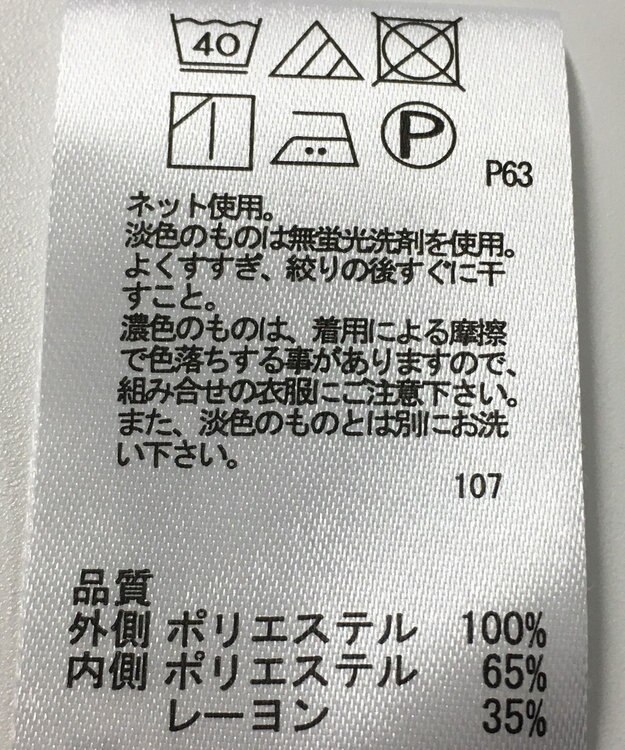 40
P
P63
ネット使用。
淡色のものは無蛍光洗剤を使用。
よくすすぎ、絞りの後すぐに干
すこと。
濃色のものは、着用による摩擦
で色落ちする事がありますので、
組み合せの衣服にご注意下さい。
また、淡色のものとは別にお洗
い下さい。
107
品質
外側 ポリエステル 100%
内側 ポリエステル 65%
レーヨン 35%